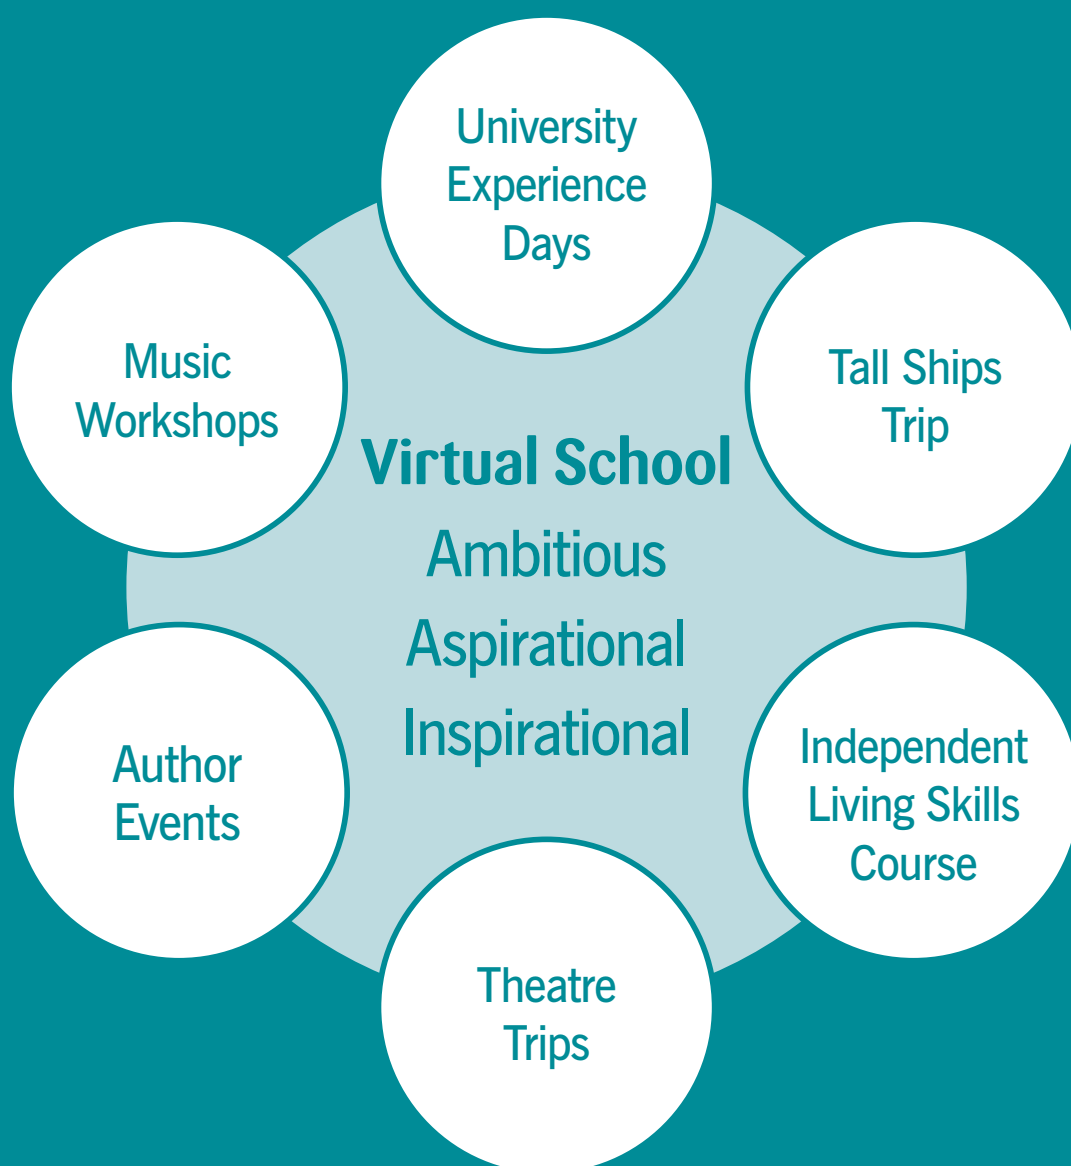 University
Experience
Days
Music
Workshops
Tall Ships
Trip
Virtual School
Ambitious
Aspirational
Inspirational
Author
Events
Independent
Living Skills
Course
Theatre
Trips